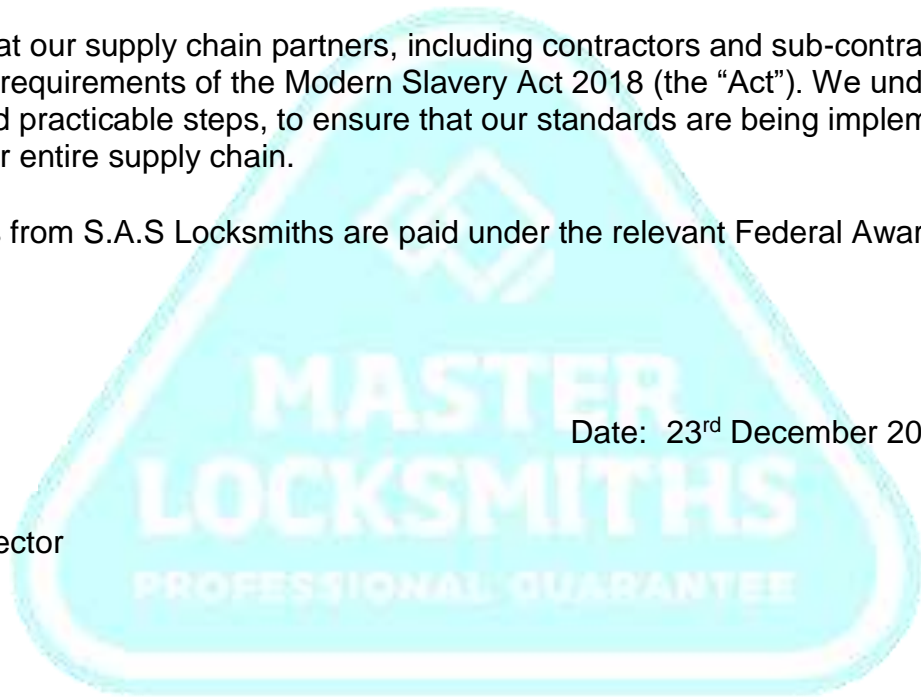 at our supply chain partners, including contractors and sub-contra
requirements of the Modern Slavery Act 2018 (the “Act”). We und
d practicable steps, to ensure that our standards are being implem
r entire supply chain.
s from S.A.S Locksmiths are paid under the relevant Federal Awar
MASTER
Date: 23rd December 20
LOCKSMITHS
ector
PROFESSIONAL GUARANTEE